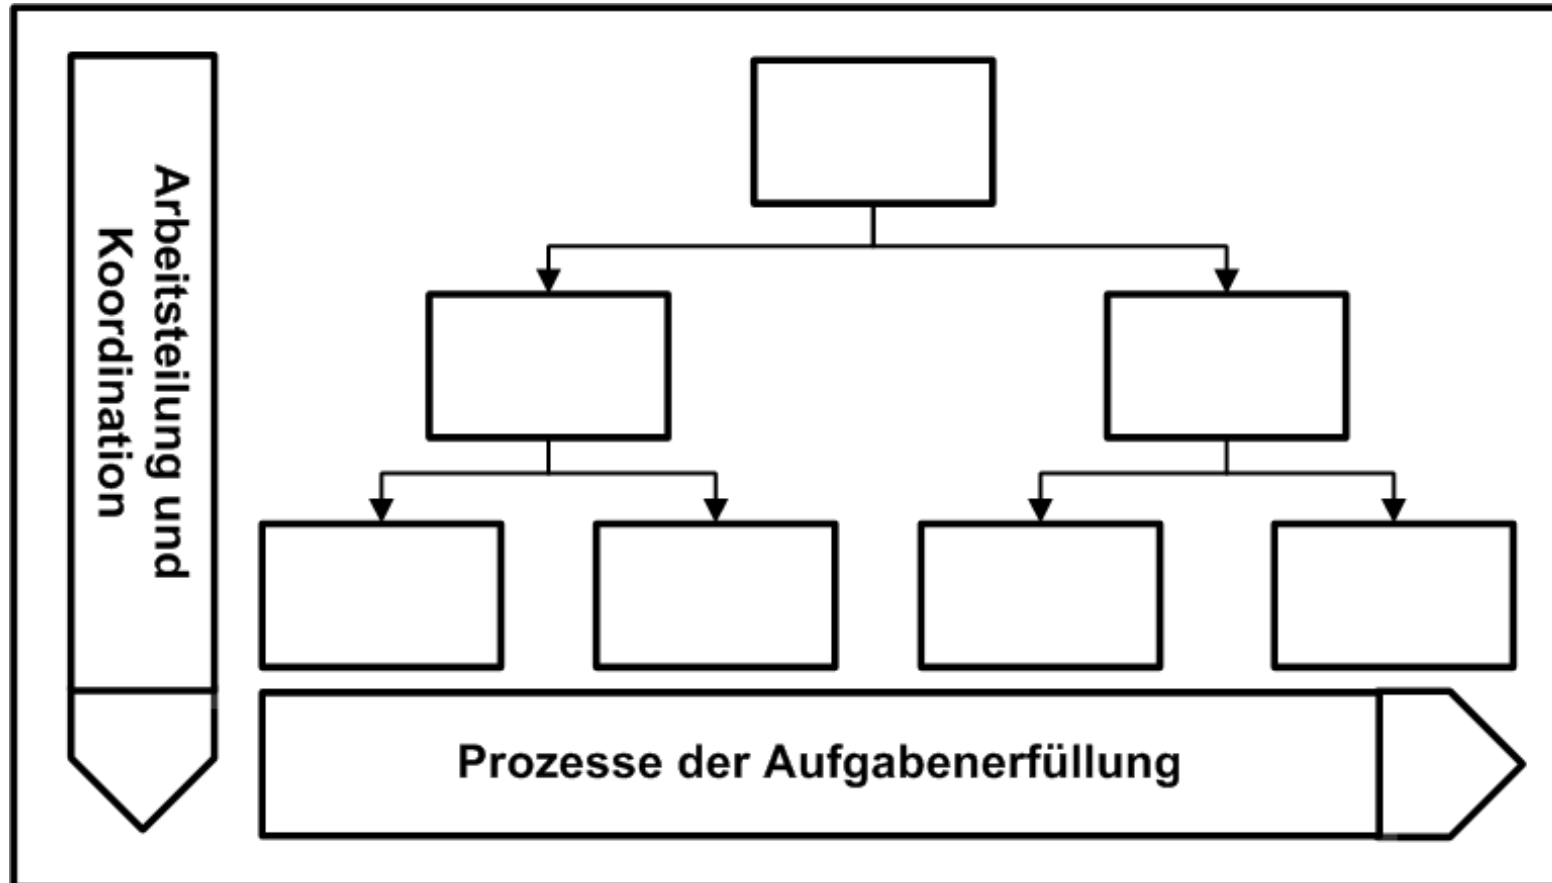 Arbeitsteilung und
Koordination
Prozesse der Aufgabenerfüllung